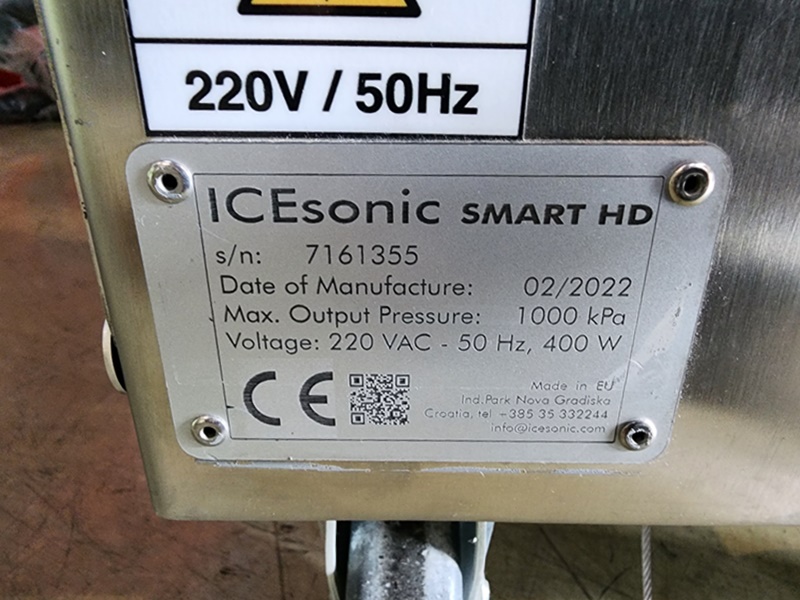 220V / 50Hz
ICEsonic SMART HD
s/n: 7161355
Date of Manufacture: 02/2022
Max. Output Pressure: 1000 kPa
Voltage: 220 VAC - 50 Hz, 400 W
CE
Made in EU
Ind.Park Nova Gradiska
Croatia, tel +385 35 332244
info@icesonic.com